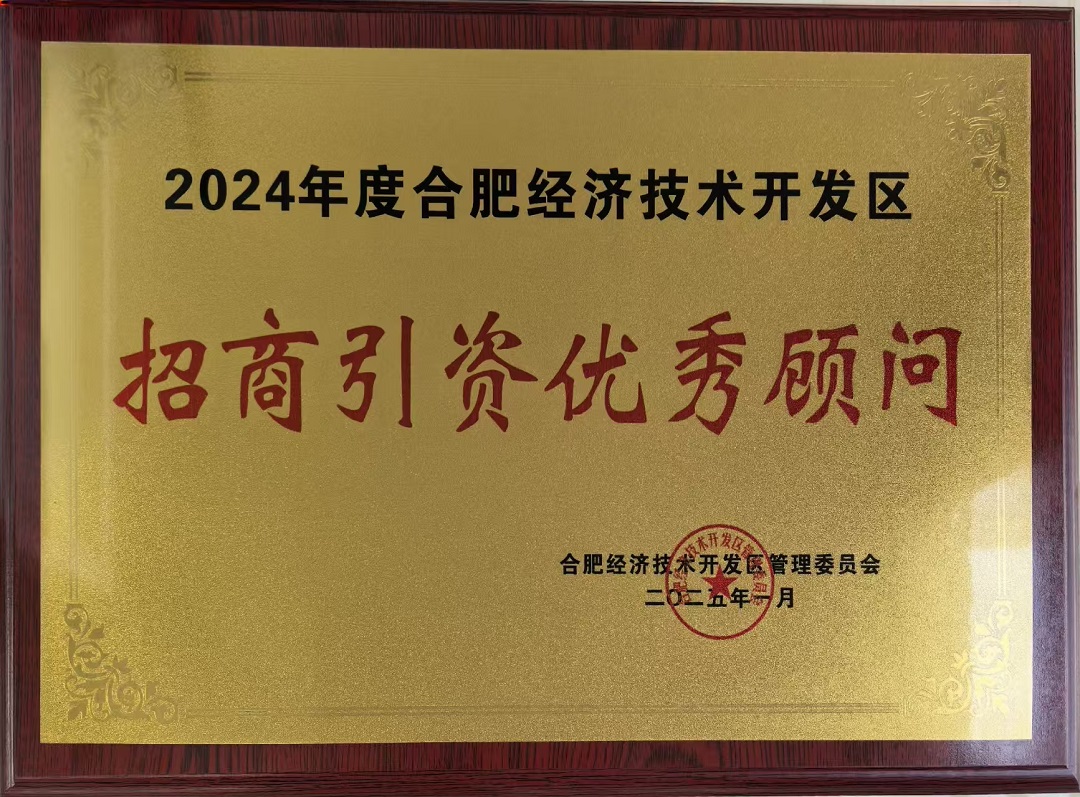 2024年度合肥经济技术开发区
招商引资优秀顾问
合肥经济技术开发区管理委员会
二〇二五年一月